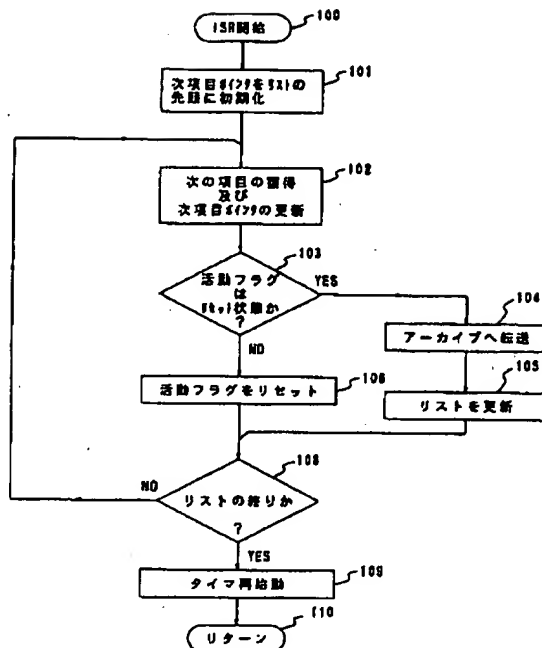 ISR開始
100
次項目ポインタをリストの
先頭に初期化
101
次の項目の獲得
及び
次項目ポインタの更新
102
活動フラグ
は
リセット状態か
?
103
YES
NO
アーカイブへ転送
104
リストを更新
105
活動フラグをリセット
106
リストの終りか
?
108
NO
YES
タイマ再始動
109
リターン
110